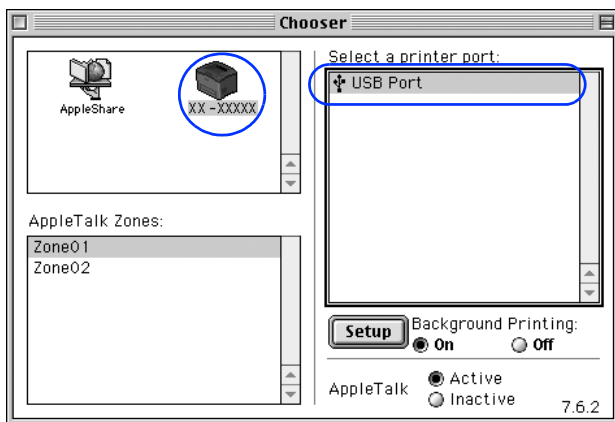 Chooser
AppleShare
XX-XXXXX
AppleTalk Zones:
Zone01
Zone02
Select a printer port:
USB Port
Setup
Background Printing:
On Off
AppleTalk
Active
Inactive
7.6.2